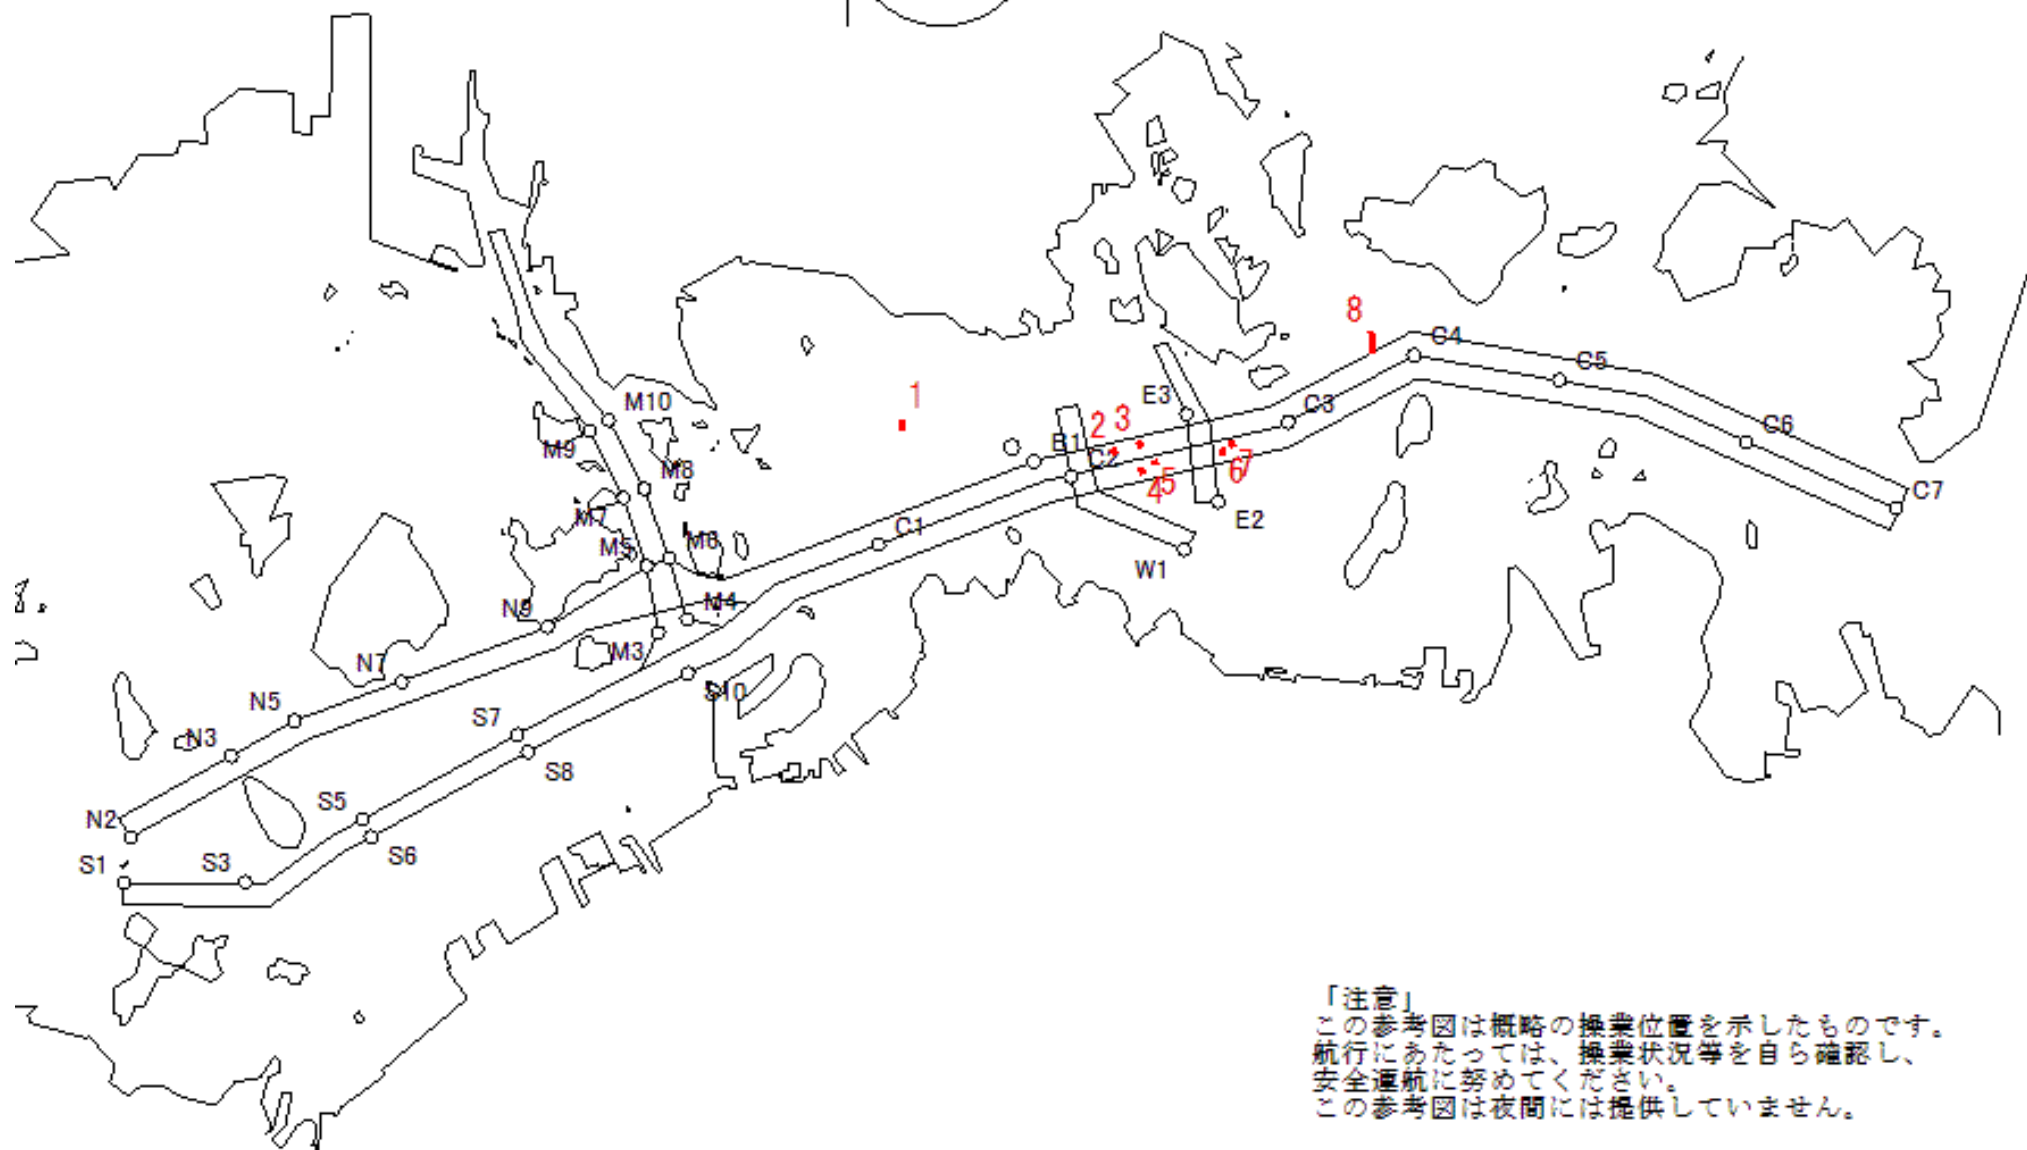 8
C4
C5
1
M10
E3
2
3
C3
C6
M9
B1
C2
M8
6
7
4
5
C7
M7
E2
C1
M5
M6
W1
N9
M4
M3
N7
S10
N5
S7
N3
S8
S5
N2
S6
S1
S3
「注意」
この参考図は概略の操業位置を示したものです。
航行にあたっては、操業状況等を自ら確認し、
安全運航に努めてください。
この参考図は夜間には提供していません。